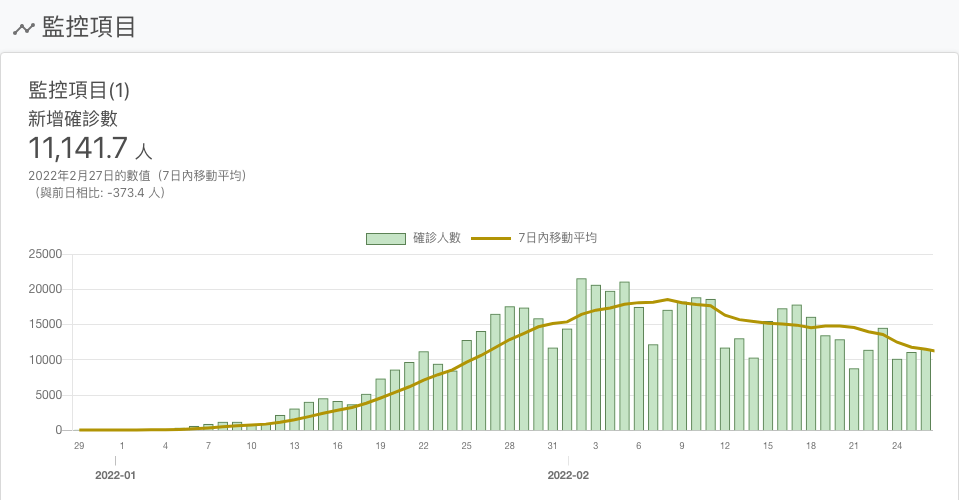 監控項目
監控項目(1)
新增確診數
11,141.7 人
2022年2月27日的數值（7日內移動平均）
（與前日相比: -373.4 人）
確診人數 7日內移動平均
25000
20000
15000
10000
5000
0
29 1 4 7 10 13 16 19 22 25 28 31 3 6 9 12 15 18 21 24
2022-01 2022-02